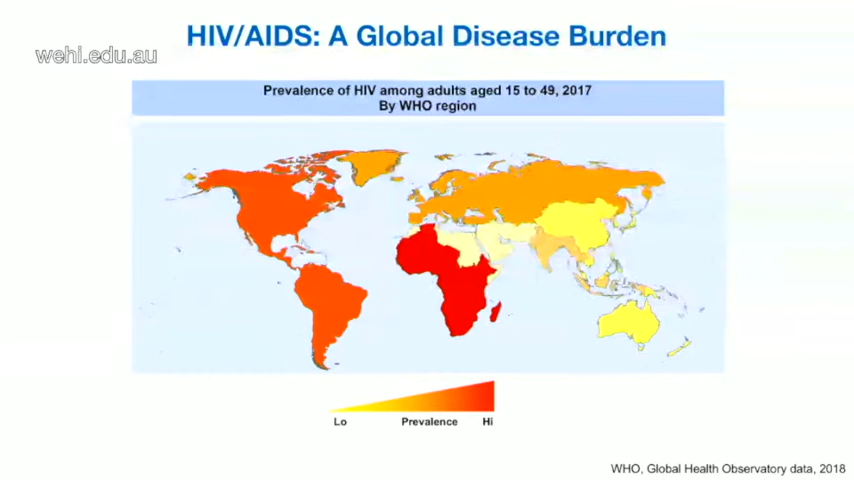 HIV/AIDS: A Global Disease Burden
wehi.edu.au
Prevalence of HIV among adults aged 15 to 49, 2017
By WHO region
Lo Prevalence Hi
WHO, Global Health Observatory data, 2018